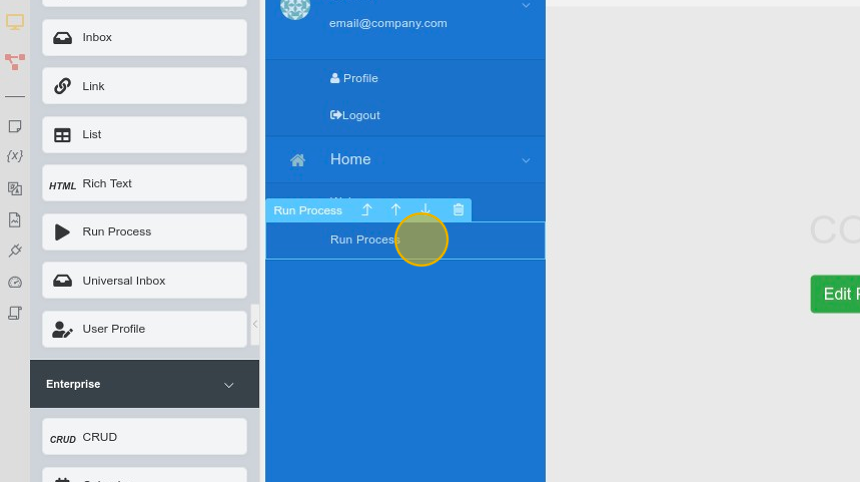 email@company.com
Inbox
Profile
Link
Logout
List
Home
HTML Rich Text
Run Process
Run Process
Run Process
{x}
Universal Inbox
Edit
User Profile
Enterprise
CRUD CRUD